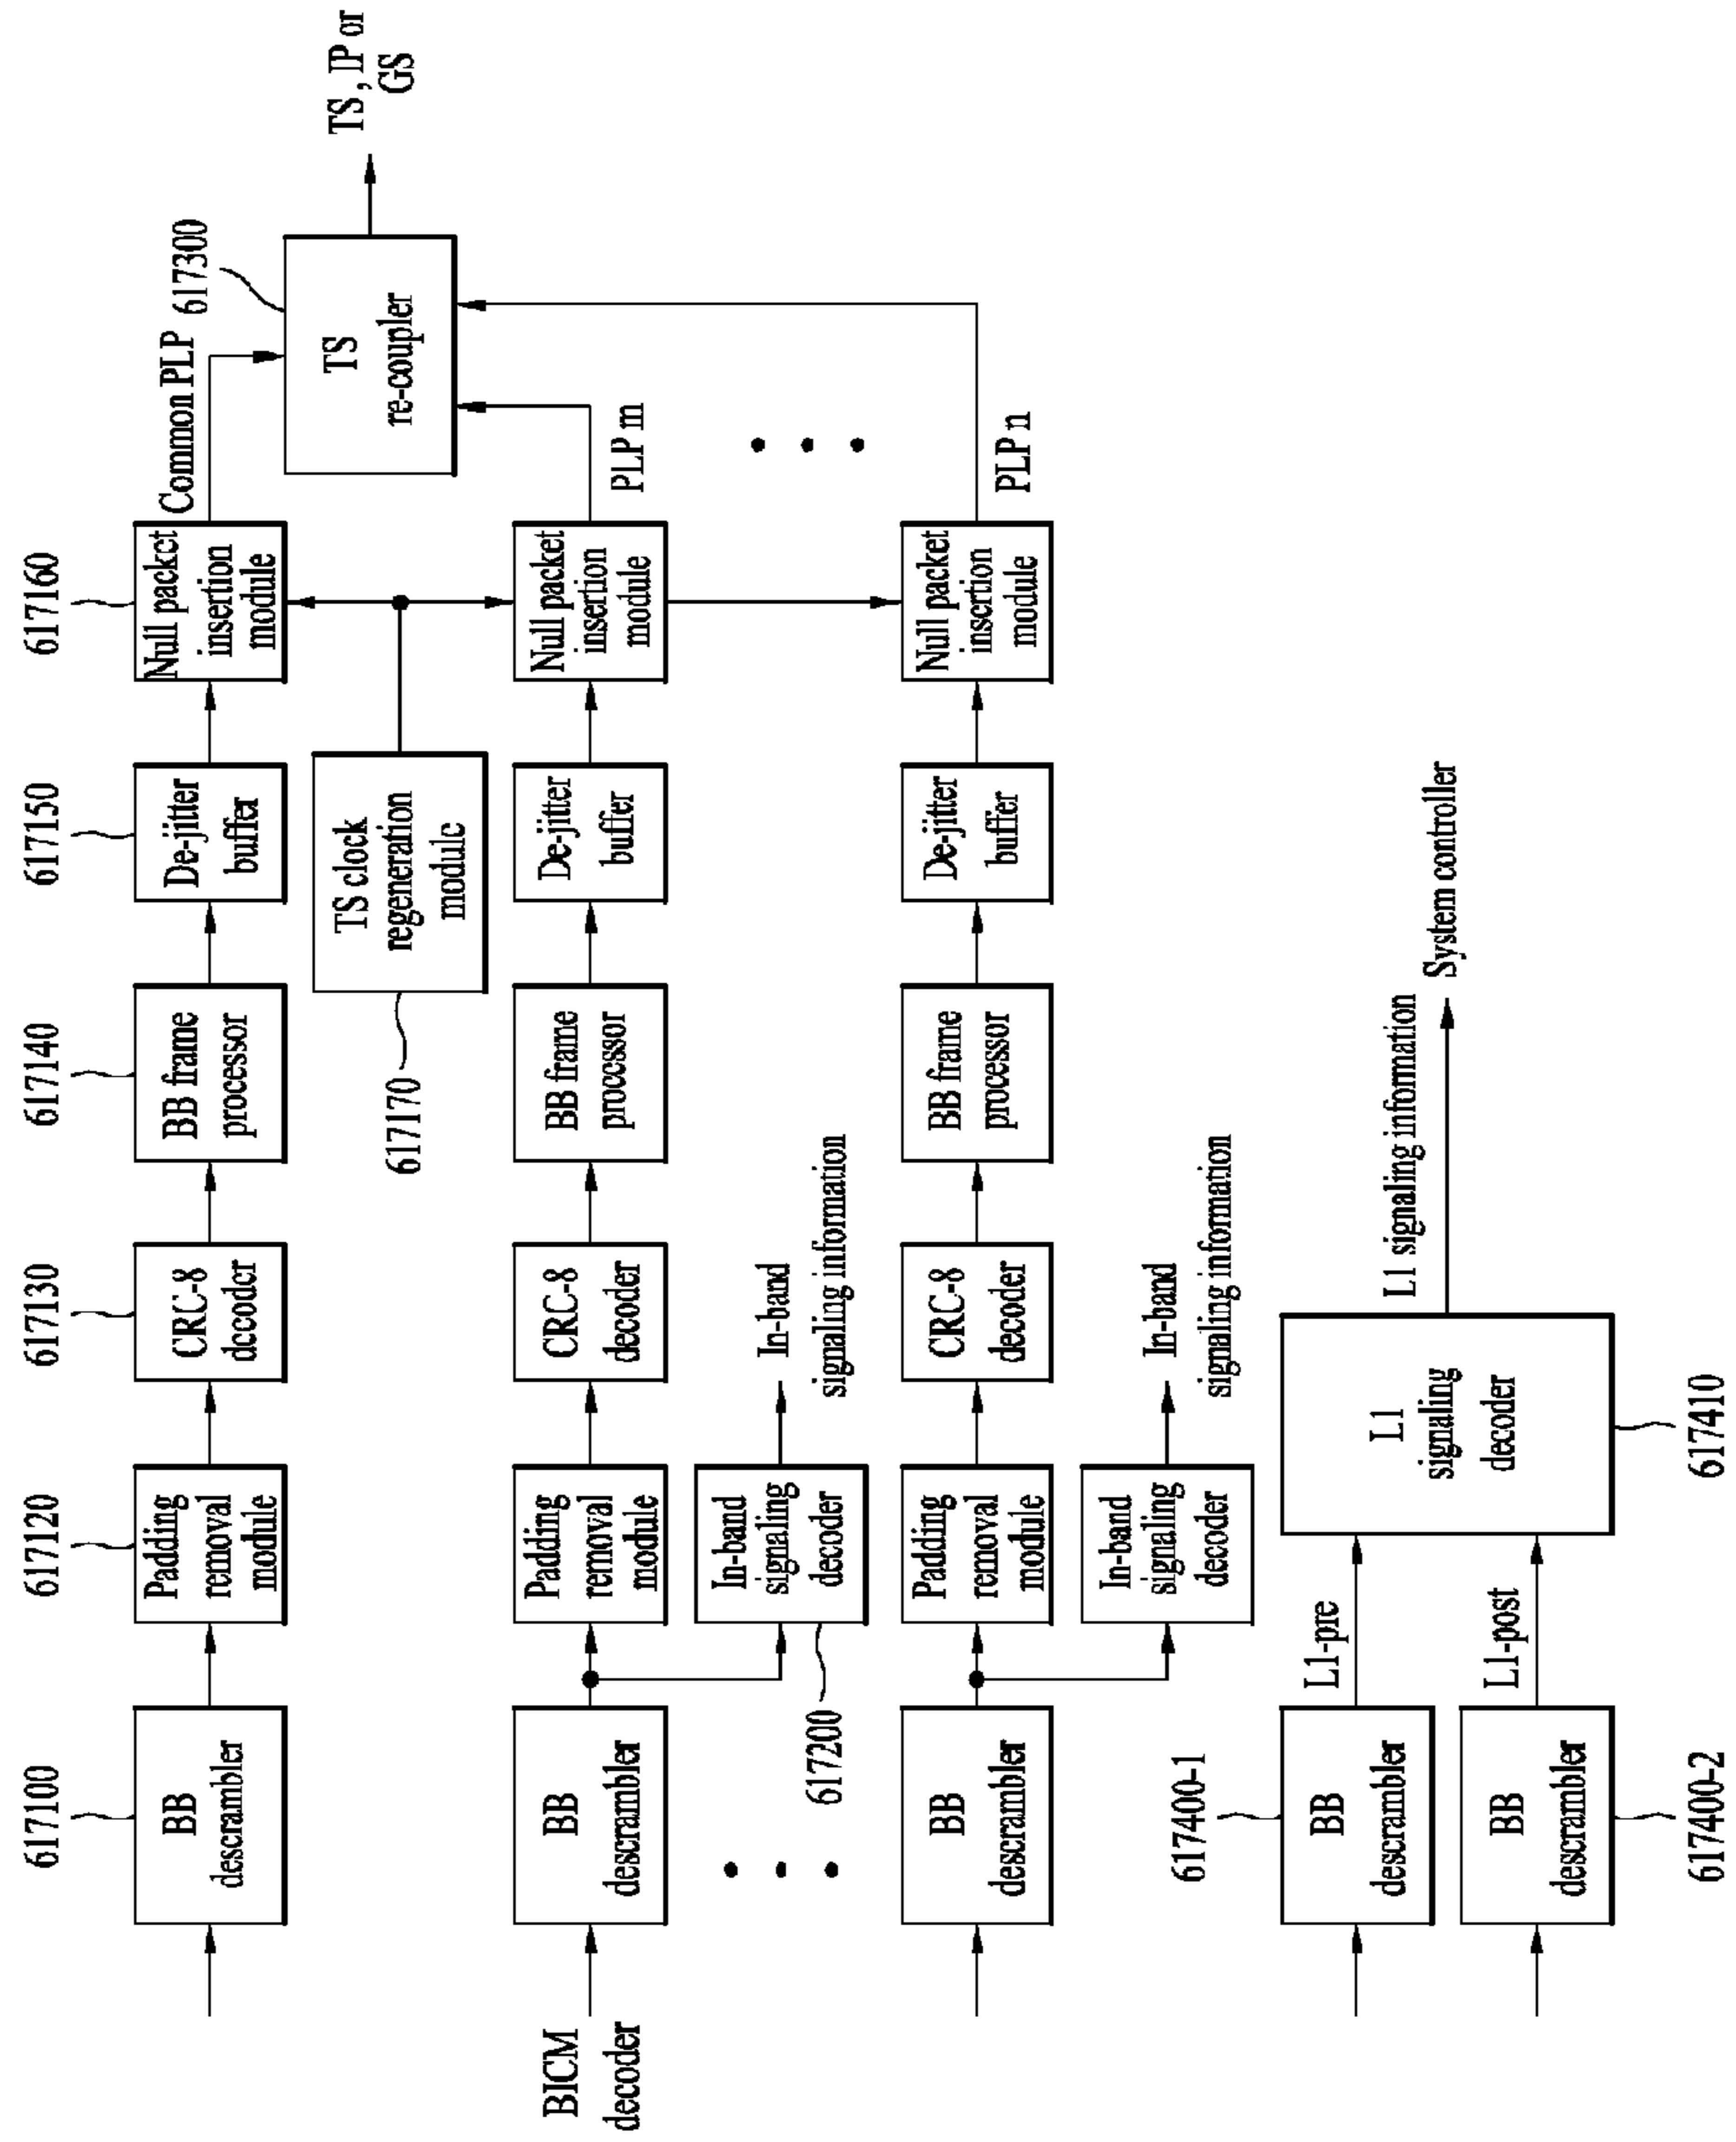 617100
617120
617130
617140
617150
617160
BB
descrambler
Padding
removal
module
CRC-8
decoder
BB frame
processor
De-jitter
buffer
Null packet
insertion
module
Common PLP
617300
TS
re-coupler
TS , IP or
GS
617170
TS clock
regeneration
module
BICM
decoder
BB
descrambler
Padding
removal
module
CRC-8
decoder
BB frame
processor
De-jitter
buffer
Null packet
insertion
module
PLP m
617200
In-band
signaling
decoder
In-band
signaling information
BB
descrambler
Padding
removal
module
CRC-8
decoder
BB frame
processor
De-jitter
buffer
Null packet
insertion
module
PLP n
In-band
signaling
decoder
In-band
signaling information
617400-1
BB
descrambler
L1-pre
BB
descrambler
L1-post
617400-2
L1
signaling
decoder
617410
L1 signaling information
System controller